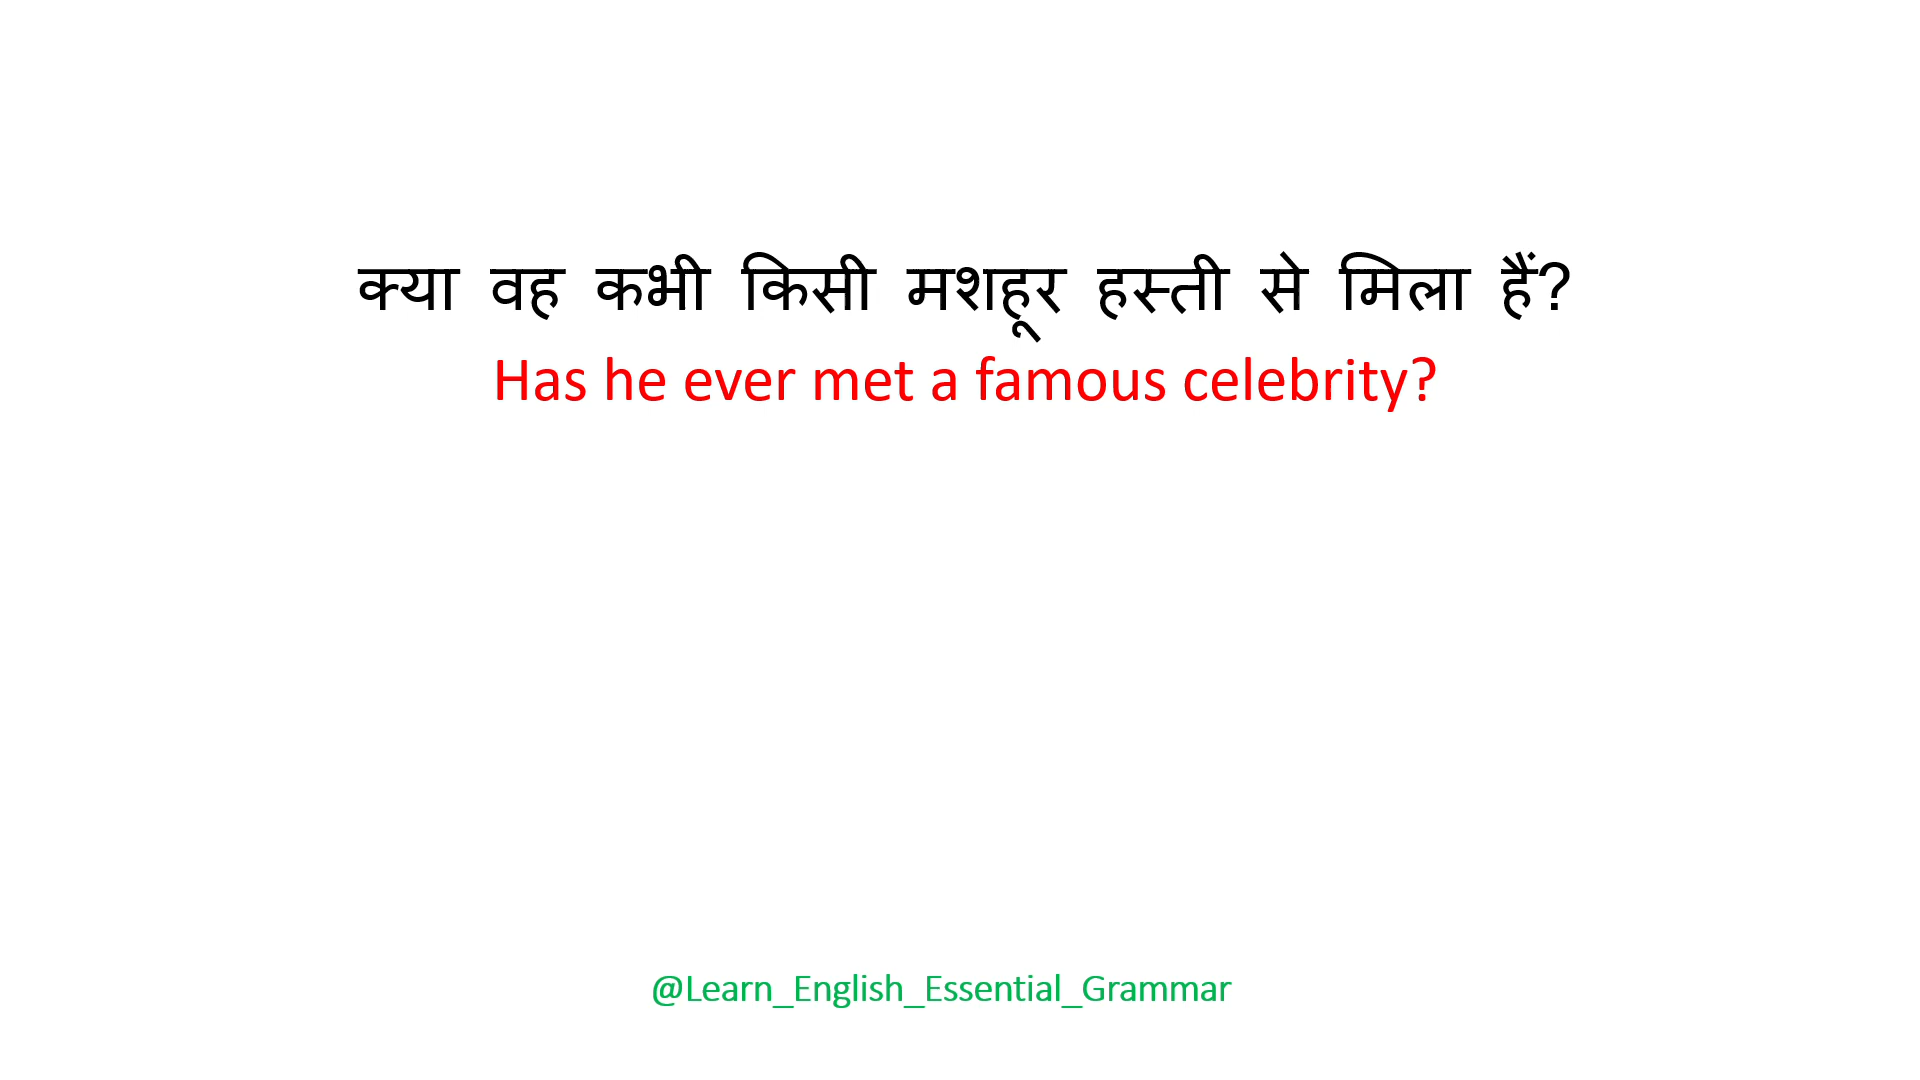 क्या वह कभी किसी मशहूर हस्ती से मिला हैं?
Has he ever met a famous celebrity?
@Learn_English_Essential_Grammar